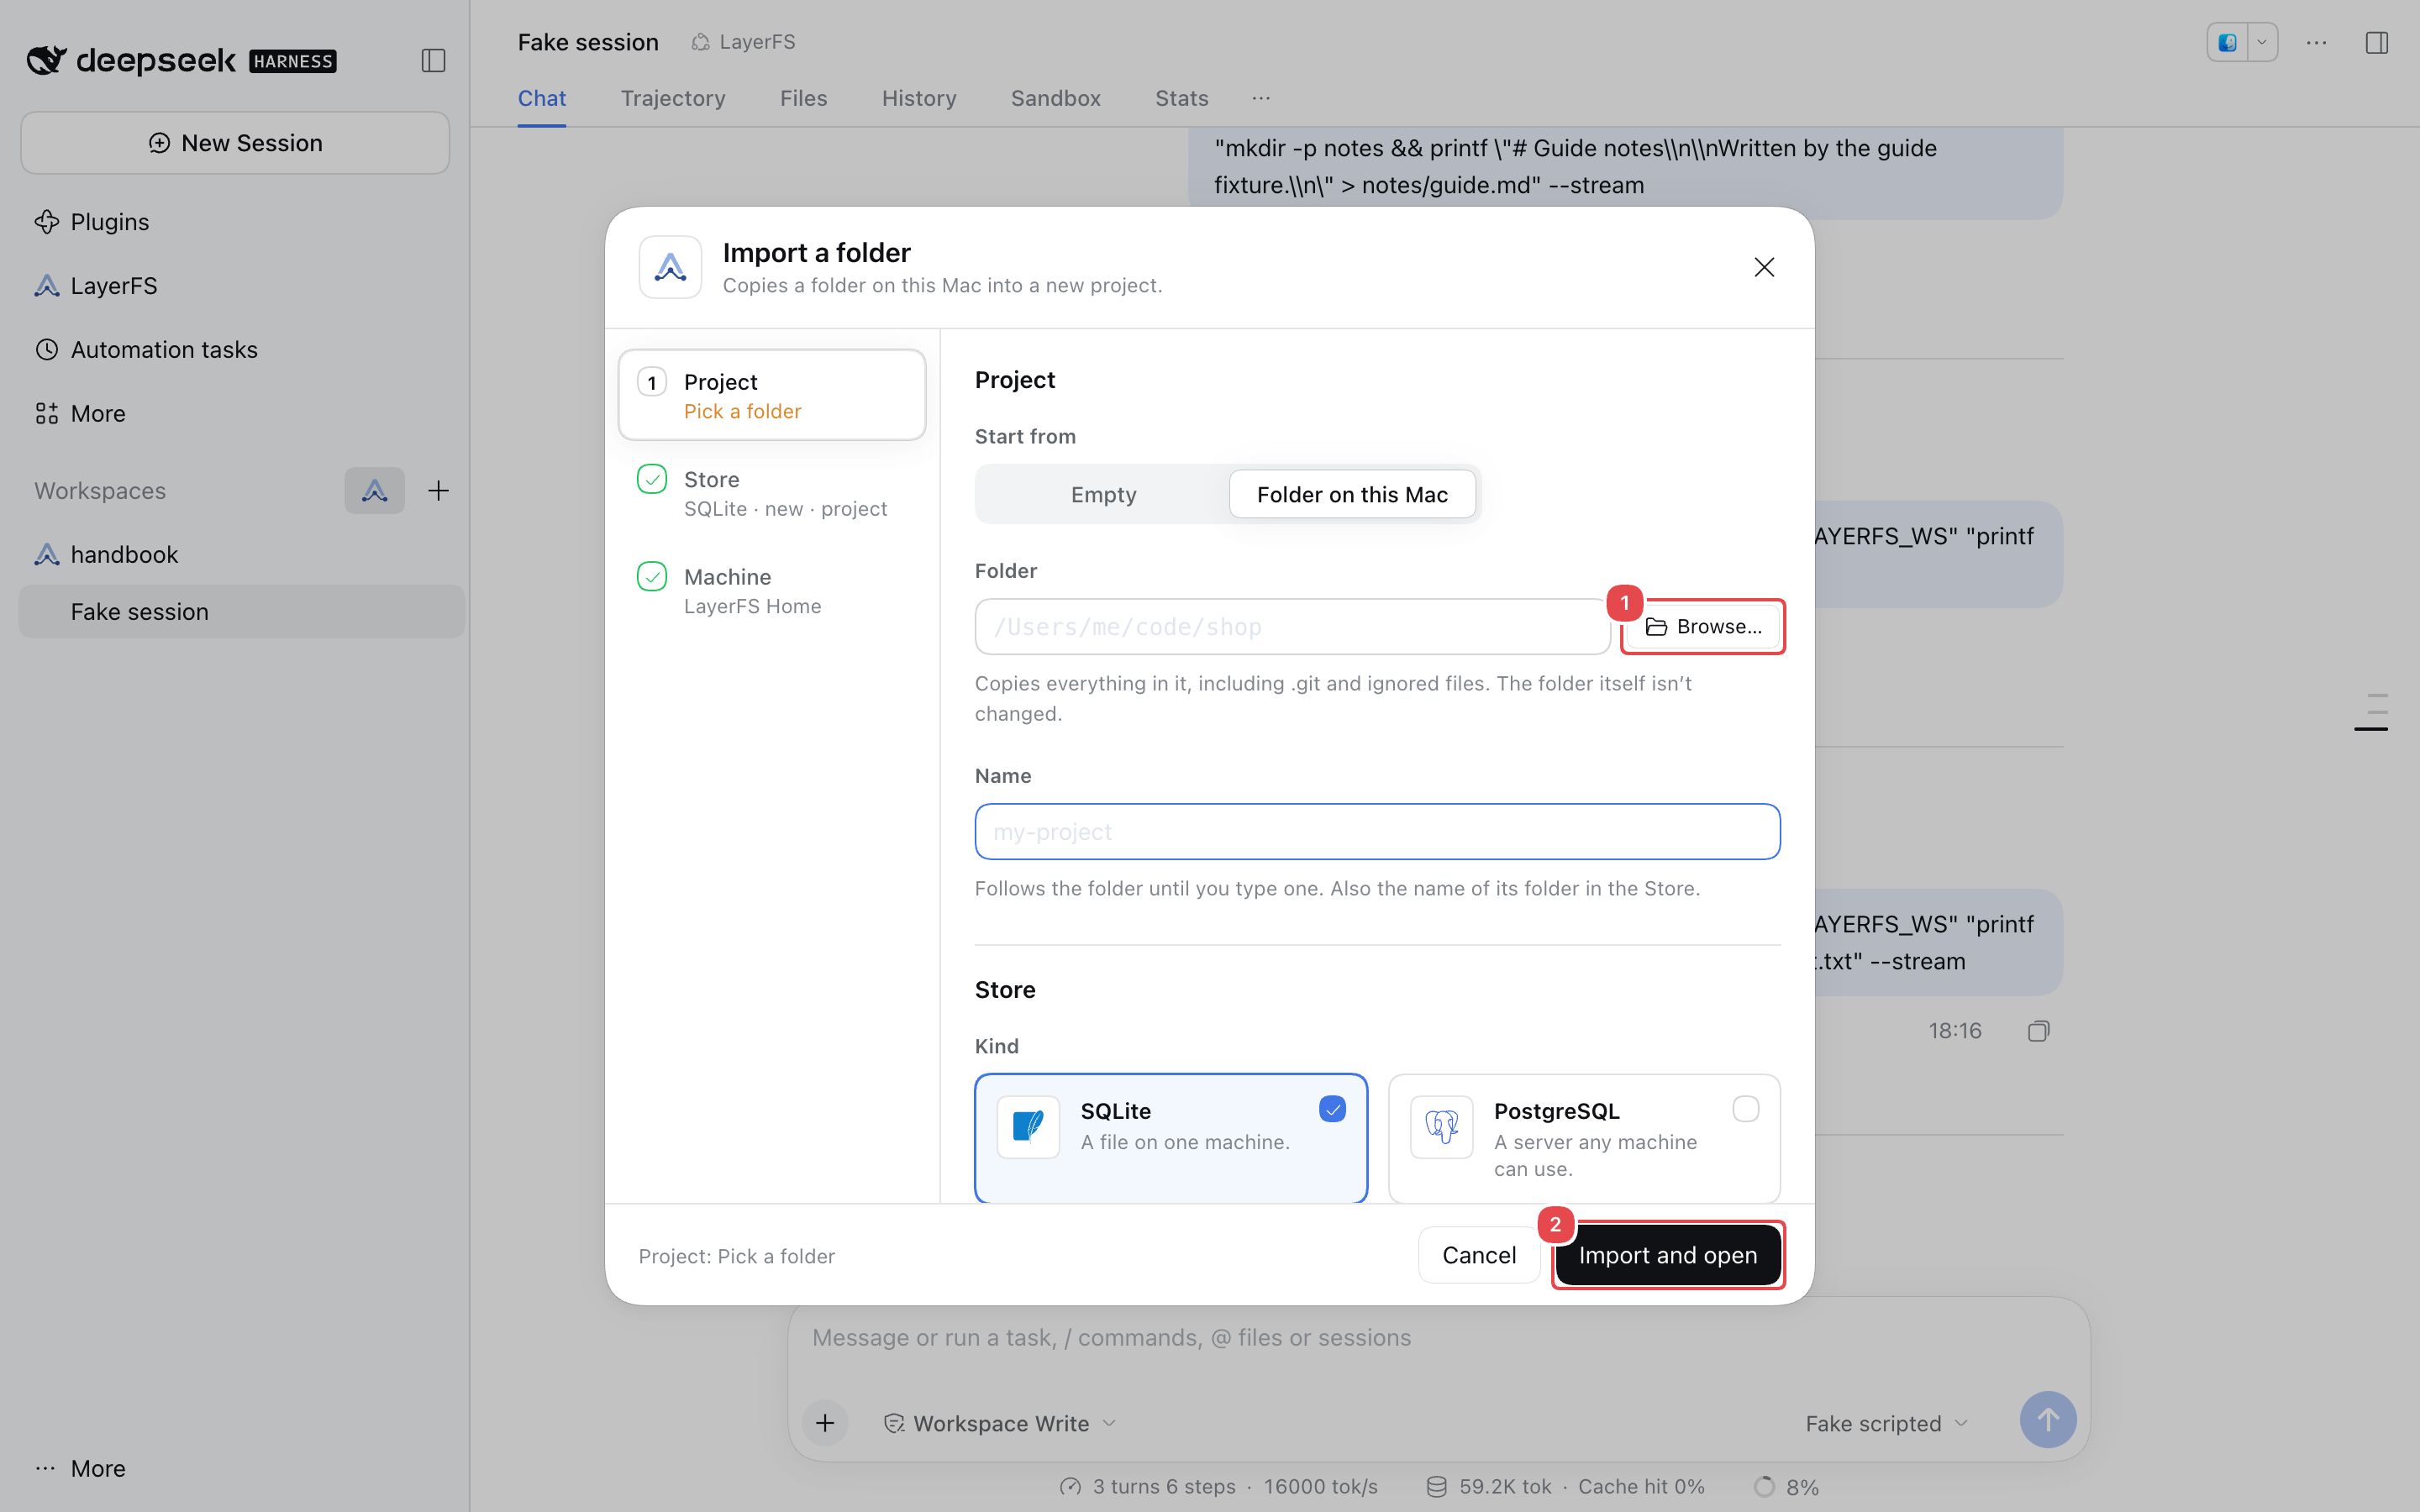 deepseek HARNESS
New Session
Plugins
LayerFS
Automation tasks
More
Workspaces
handbook
Fake session
More
Fake session
LayerFS
Chat
Trajectory
Files
History
Sandbox
Stats
"mkdir -p notes && printf \"# Guide notes\\n\\nWritten by the guide
fixture.\\n\" > notes/guide.md" --stream
Import a folder
Copies a folder on this Mac into a new project.
1
Project
Pick a folder
Store
SQLite · new · project
Machine
LayerFS Home
Project
Start from
Empty
Folder on this Mac
Folder
/Users/me/code/shop
1
Browse...
Copies everything in it, including .git and ignored files. The folder itself isn’t
changed.
Name
my-project
Follows the folder until you type one. Also the name of its folder in the Store.
Store
Kind
SQLite
A file on one machine.
PostgreSQL
A server any machine
can use.
Project: Pick a folder
Cancel
2
Import and open
AYERFS_WS" "printf
AYERFS_WS" "printf
.txt" --stream
18:16
Message or run a task, / commands, @ files or sessions
Workspace Write
Fake scripted
3 turns 6 steps · 16000 tok/s
59.2K tok · Cache hit 0%
8%